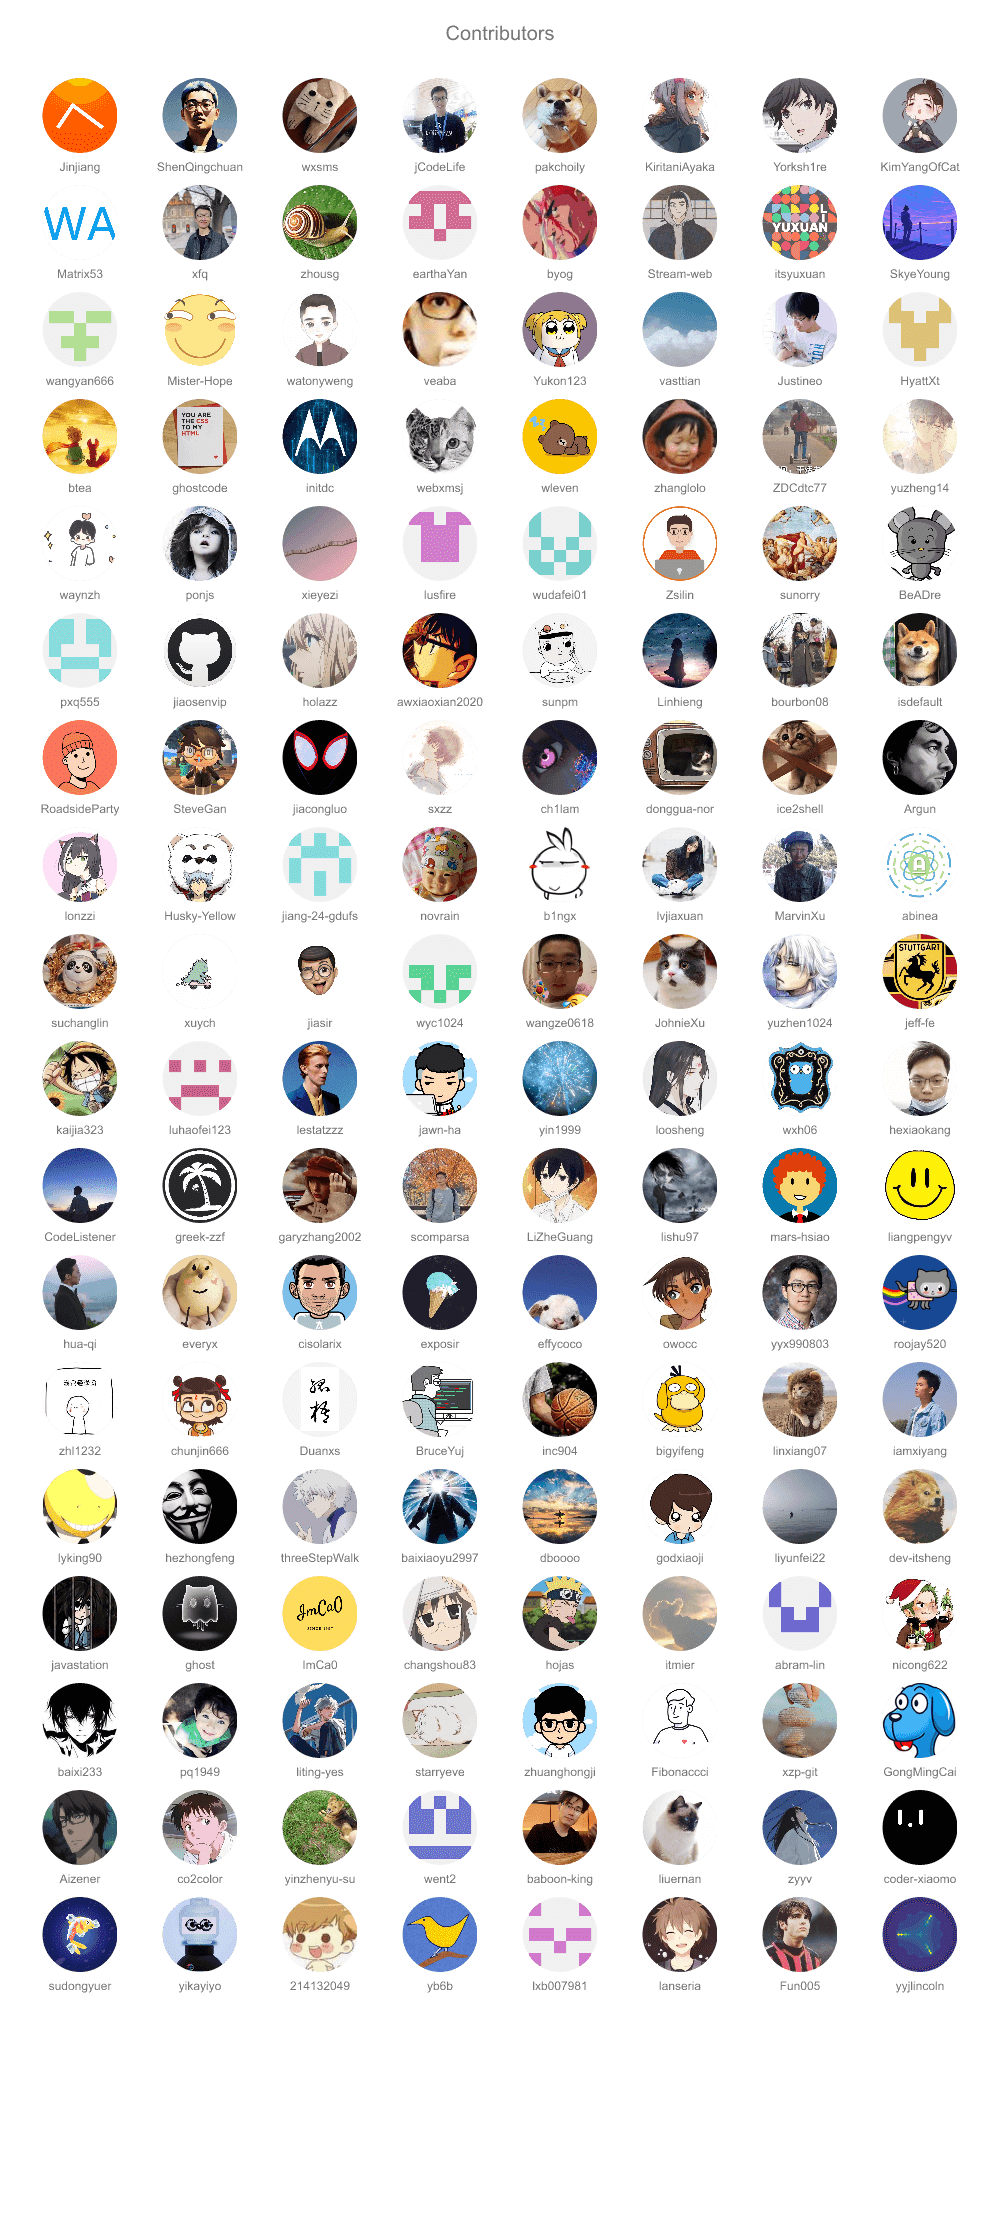 Contributors
Jinjiang
ShenQingchuan
wxsms
jCodeLife
pakchoily
KiritaniAyaka
Yorksh1re
KimYangOfCat
WA
LI
YUXUAN
Matrix53
xfq
zhousg
earthaYan
byog
Stream-web
itsyuxuan
SkyeYoung
wangyan666
Mister-Hope
watonyweng
veaba
Yukon123
vasttian
Justineo
HyattXt
YOU ARE
THE CSS
TO MY
HTML
btea
ghostcode
initdc
webxmsj
wleven
zhanglolo
ZDCdtc77
yuzheng14
waynzh
ponjs
xieyezi
lusfire
wudafei01
Zsilin
sunorry
BeADre
pxq555
jiaosenvip
holazz
awxiaoxian2020
sunpm
Linhieng
bourbon08
isdefault
RoadsideParty
SteveGan
jiacongluo
sxzz
ch1lam
donggua-nor
ice2shell
Argun
lonzzi
Husky-Yellow
jiang-24-gdufs
novrain
b1ngx
lvjiaxuan
MarvinXu
abinea
STUTTGART
suchanglin
xuych
jiasir
wyc1024
wangze0618
JohnieXu
yuzhen1024
jeff-fe
kaijia323
luhaofei123
lestatzzz
jawn-ha
yin1999
loosheng
wxh06
hexiaokang
CodeListener
greek-zzf
garyzhang2002
scomparsa
LiZheGuang
lishu97
mars-hsiao
liangpengyv
hua-qi
everyx
cisolarix
exposir
effycoco
owocc
yyx990803
roojay520
zhl1232
chunjin666
Duanxs
BruceYuj
inc904
bigyifeng
linxiang07
iamxiyang
lyking90
hezhongfeng
threeStepWalk
baixiaoyu2997
dboooo
godxiaoji
liyunfei22
dev-itsheng
JmCaO
SINCE 1997
javastation
ghost
ImCa0
changshou83
hojas
itmier
abram-lin
nicong622
baixi233
pq1949
liting-yes
starryeve
zhuanghongji
Fibonaccci
xzp-git
GongMingCai
Aizener
co2color
yinzhenyu-su
went2
baboon-king
liuernan
zyyv
coder-xiaomo
sudongyuer
yikayiyo
214132049
yb6b
lxb007981
lanseria
Fun005
yyjlincoln